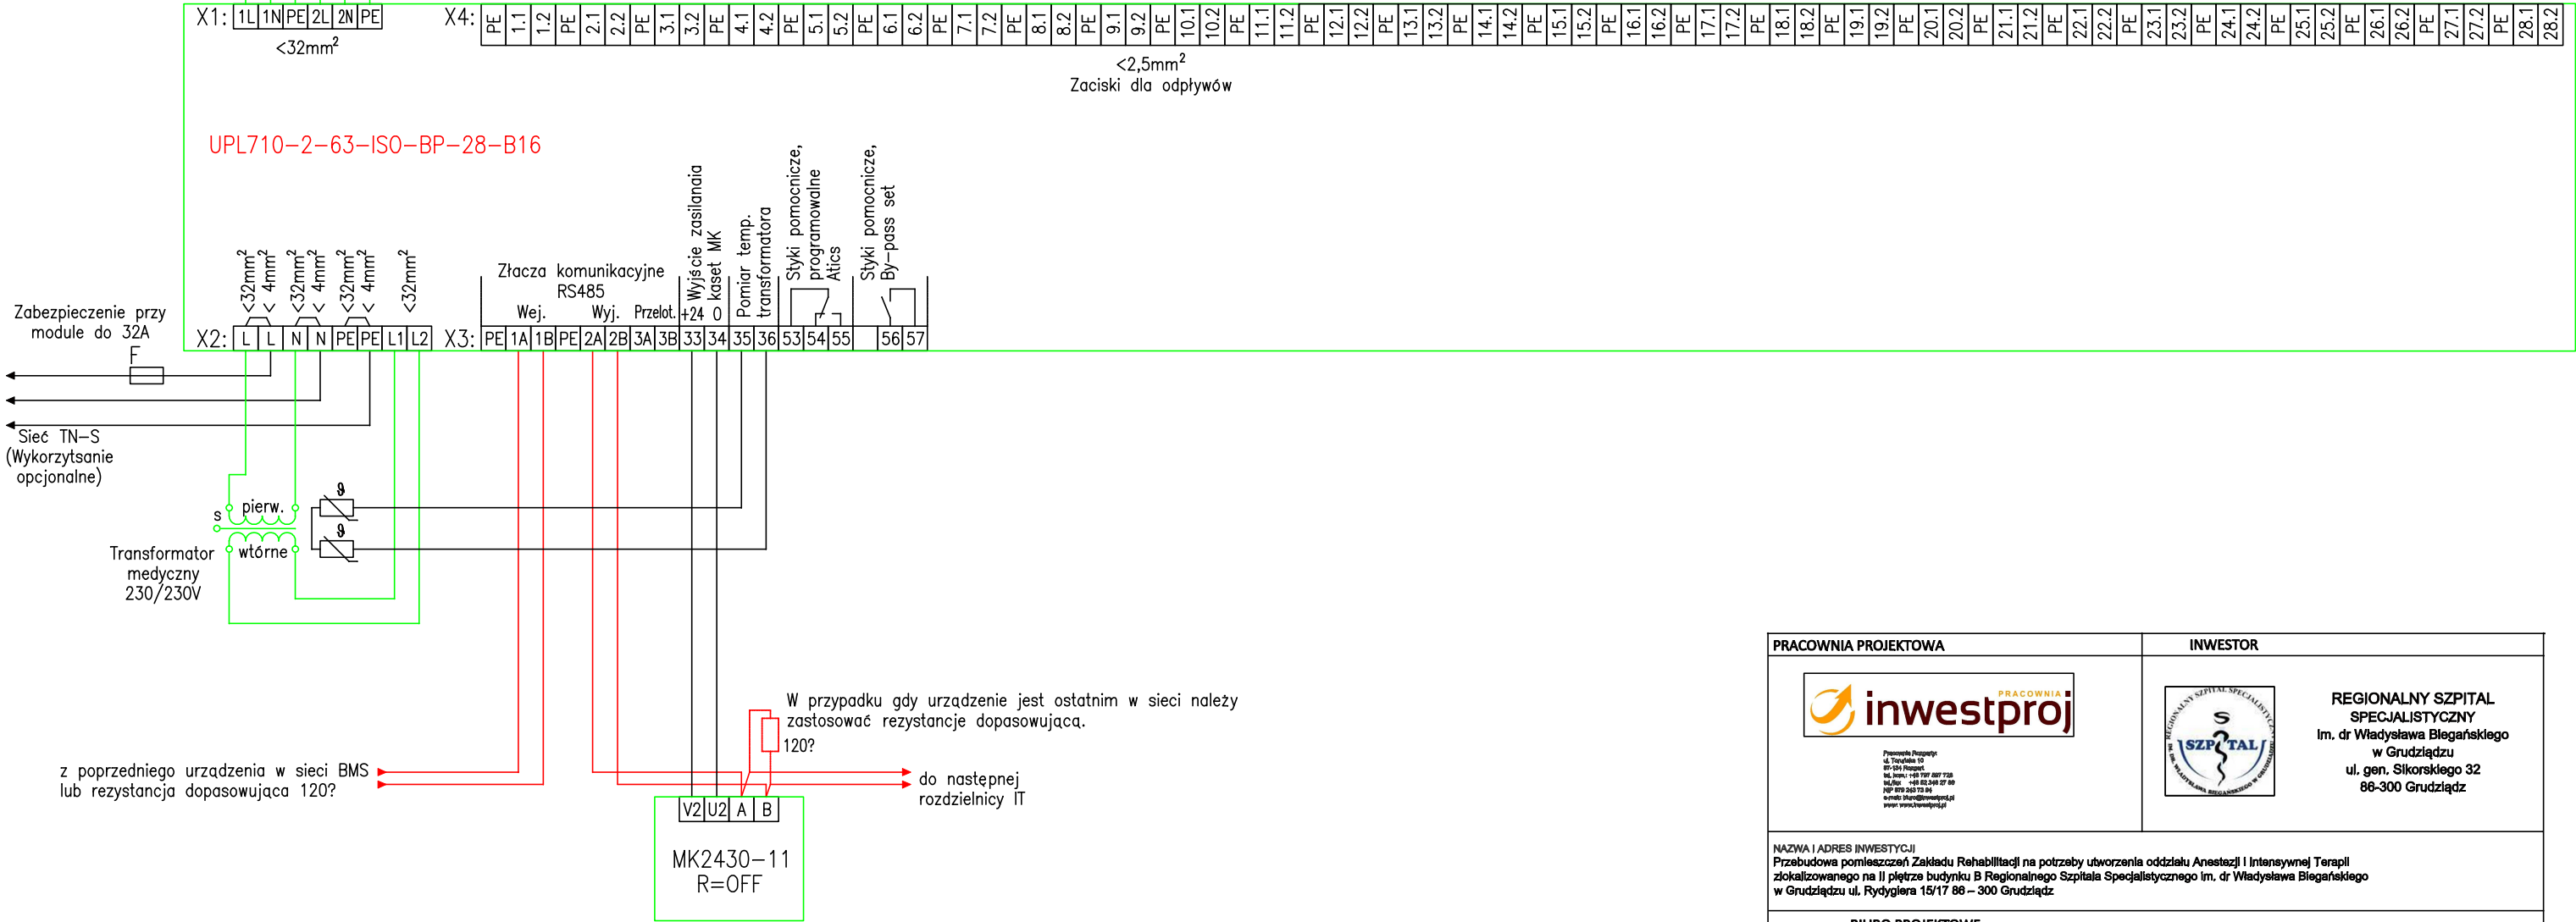 X1: 1L 1N PE 2L 2N PE
<32mm²
X4: PE 1.1 1.2 PE 2.1 2.2 PE 3.1 3.2 PE 4.1 4.2 PE 5.1 5.2 PE 6.1 6.2 PE 7.1 7.2 PE 8.1 8.2 PE 9.1 9.2 PE 10.1 10.2 PE 11.1 11.2 PE 12.1 12.2 PE 13.1 13.2 PE 14.1 14.2 PE 15.1 15.2 PE 16.1 16.2 PE 17.1 17.2 PE 18.1 18.2 PE 19.1 19.2 PE 20.1 20.2 PE 21.1 21.2 PE 22.1 22.2 PE 23.1 23.2 PE 24.1 24.2 PE 25.1 25.2 PE 26.1 26.2 PE 27.1 27.2 PE 28.1 28.2
<2,5mm²
Zaciski dla odpływów
UPL710-2-63-ISO-BP-28-B16
<32mm²
< 4mm²
<32mm²
< 4mm²
<32mm²
< 4mm²
<32mm²
Złacza komunikacyjne
RS485
Wej. Wyj. Przelot.
Wyjście zasilanaia
kaset MK
+24 0
Pomiar temp.
transformatora
Styki pomocnicze,
programowalne
Atics
Styki pomocnicze,
By-pass set
Zabezpieczenie przy
module do 32A
F
X2: L L N N PE PE L1 L2
X3: PE 1A 1B PE 2A 2B 3A 3B 33 34 35 36 53 54 55 56 57
Sieć TN-S
(Wykorzytsanie
opcjonalne)
s
pierw.
wtórne
ϑ
ϑ
Transformator
medyczny
230/230V
W przypadku gdy urządzenie jest ostatnim w sieci należy
zastosować rezystancje dopasowującą.
120?
z poprzedniego urządzenia w sieci BMS
lub rezystancja dopasowująca 120?
do następnej
rozdzielnicy IT
V2 U2 A B
MK2430-11
R=OFF
PRACOWNIA PROJEKTOWA
PRACOWNIA
inwestproj
INWESTOR
REGIONALNY SZPITAL SPECJALISTYCZNY
SZPITAL
REGIONALNY SZPITAL
SPECJALISTYCZNY
im. dr Władysława Biegańskiego
w Grudziądzu
ul. gen. Sikorskiego 32
86-300 Grudziądz
NAZWA I ADRES INWESTYCJI
Przebudowa pomieszczeń Zakładu Rehabilitacji na potrzeby utworzenia oddziału Anestezji i Intensywnej Terapii
zlokalizowanego na II piętrze budynku B Regionalnego Szpitala Specjalistycznego im. dr Władysława Biegańskiego
w Grudziądzu ul. Rydygiera 15/17 86 – 300 Grudziądz